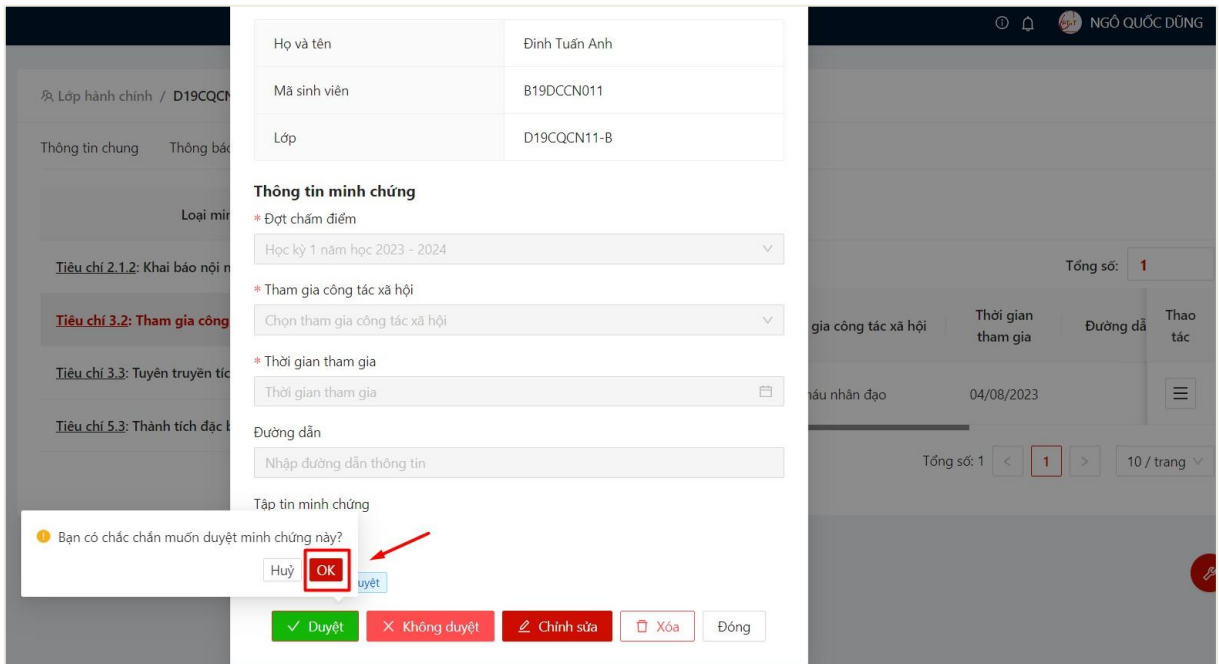 NGÔ QUỐC DŨNG
Họ và tên
Đinh Tuấn Anh
Mã sinh viên
B19DCCN011
Lớp
D19CQCN11-B
Lớp hành chính / D19CQCN
Thông tin chung
Thông báo
Thông tin minh chứng
Loại min
* Đợt chấm điểm
Học kỳ 1 năm học 2023 - 2024
Tiêu chí 2.1.2: Khai báo nội n
Tổng số: 1
* Tham gia công tác xã hội
Tiêu chí 3.2: Tham gia công
Chọn tham gia công tác xã hội
gia công tác xã hội
Thời gian
tham gia
Đường dẫ
Thao
tác
* Thời gian tham gia
Tiêu chí 3.3: Tuyên truyền tíc
Thời gian tham gia
náu nhân đạo
04/08/2023
Tiêu chí 5.3: Thành tích đặc b
Đường dẫn
Nhập đường dẫn thông tin
Tổng số: 1 < 1 > 10 / trang
Tập tin minh chứng
Bạn có chắc chắn muốn duyệt minh chứng này?
Huỷ
OK
uyệt
Duyệt
Không duyệt
Chỉnh sửa
Xóa
Đóng